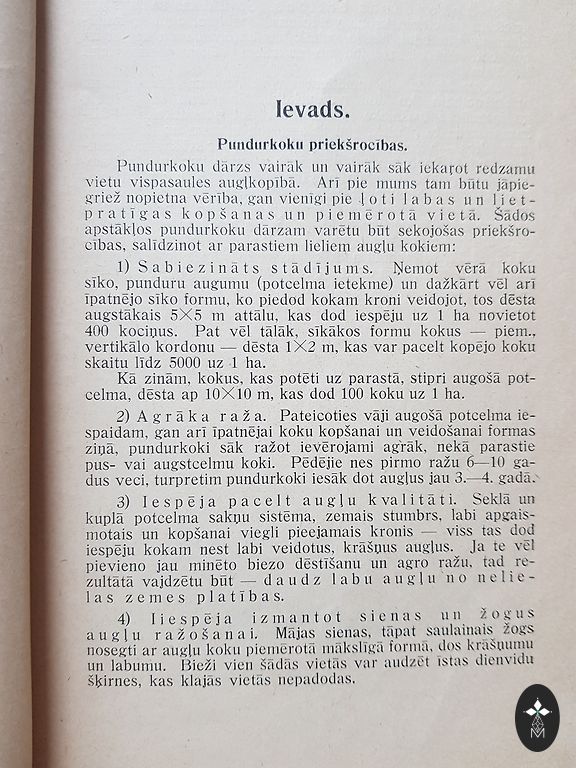 Ievads.
Pundurkoku priekšrocības.
Pundurkoku dārzs vairāk un vairāk sāk iekaŗot redzamu
vietu vispasaules augļkopībā. Arī pie mums tam būtu jāpie-
griež nopietna vērība, gan vienīgi pie ļoti labas un liet-
pratīgas kopšanas un piemērotā vietā. Šādos
apstākļos pundurkoku dārzam varētu būt sekojošas priekšro-
cības, salīdzinot ar parastiem lieliem augļu kokiem:
1) Sabiezināts stādījums. Ņemot vērā koku
sīko, punduru augumu (potcelma ietekme) un dažkārt vēl arī
īpatnējo sīko formu, ko piedod kokam kroni veidojot, tos dēsta
augstākais 5×5 m attālu, kas dod iespēju uz 1 ha novietot
400 kociņus. Pat vēl tālāk, sīkākos formu kokus — piem.,
vertikālo kordonu — dēsta 1×2 m, kas var pacelt kopējo koku
skaitu līdz 5000 uz 1 ha.
Kā zinām, kokus, kas potēti uz parastā, stipri augošā pot-
celma, dēsta ap 10×10 m, kas dod 100 koku uz 1 ha.
2) Agrāka raža. Pateicoties vāji augošā potcelma ie-
spaidam, gan arī īpatnējai koku kopšanai un veidošanai formas
ziņā, pundurkoki sāk ražot ievērojami agrāk, nekā parastie
pus- vai augstcelmu koki. Pēdējie nes pirmo ražu 6—10 ga-
dus veci, turpretim pundurkoki iesāk dot augļus jau 3.—4. gadā.
3) Iespēja pacelt augļu kvalitāti. Seklā un
kuplā potcelma sakņu sistēma, zemais stumbrs, labi apgais-
motais un kopšanai viegli pieejamais kronis — viss tas dod
iespēju kokam nest labi veidotus, krāšņus augļus. Ja te vēl
pievieno jau minēto biezo dēstīšanu un agro ražu, tad re-
zultātā vajdzētu būt — daudz labu augļu no nelie-
las zemes platības.
4) Iiespēja izmantot sienas un žogus
augļu ražošanai. Mājas sienas, tāpat saulainais žogs
nosegti ar augļu koku piemērotā mākslīgā formā, dos krāšņumu
un labumu. Bieži vien šādās vietās var audzēt īstas dienvidu
šķirnes, kas klajās vietās nepadodas.
M